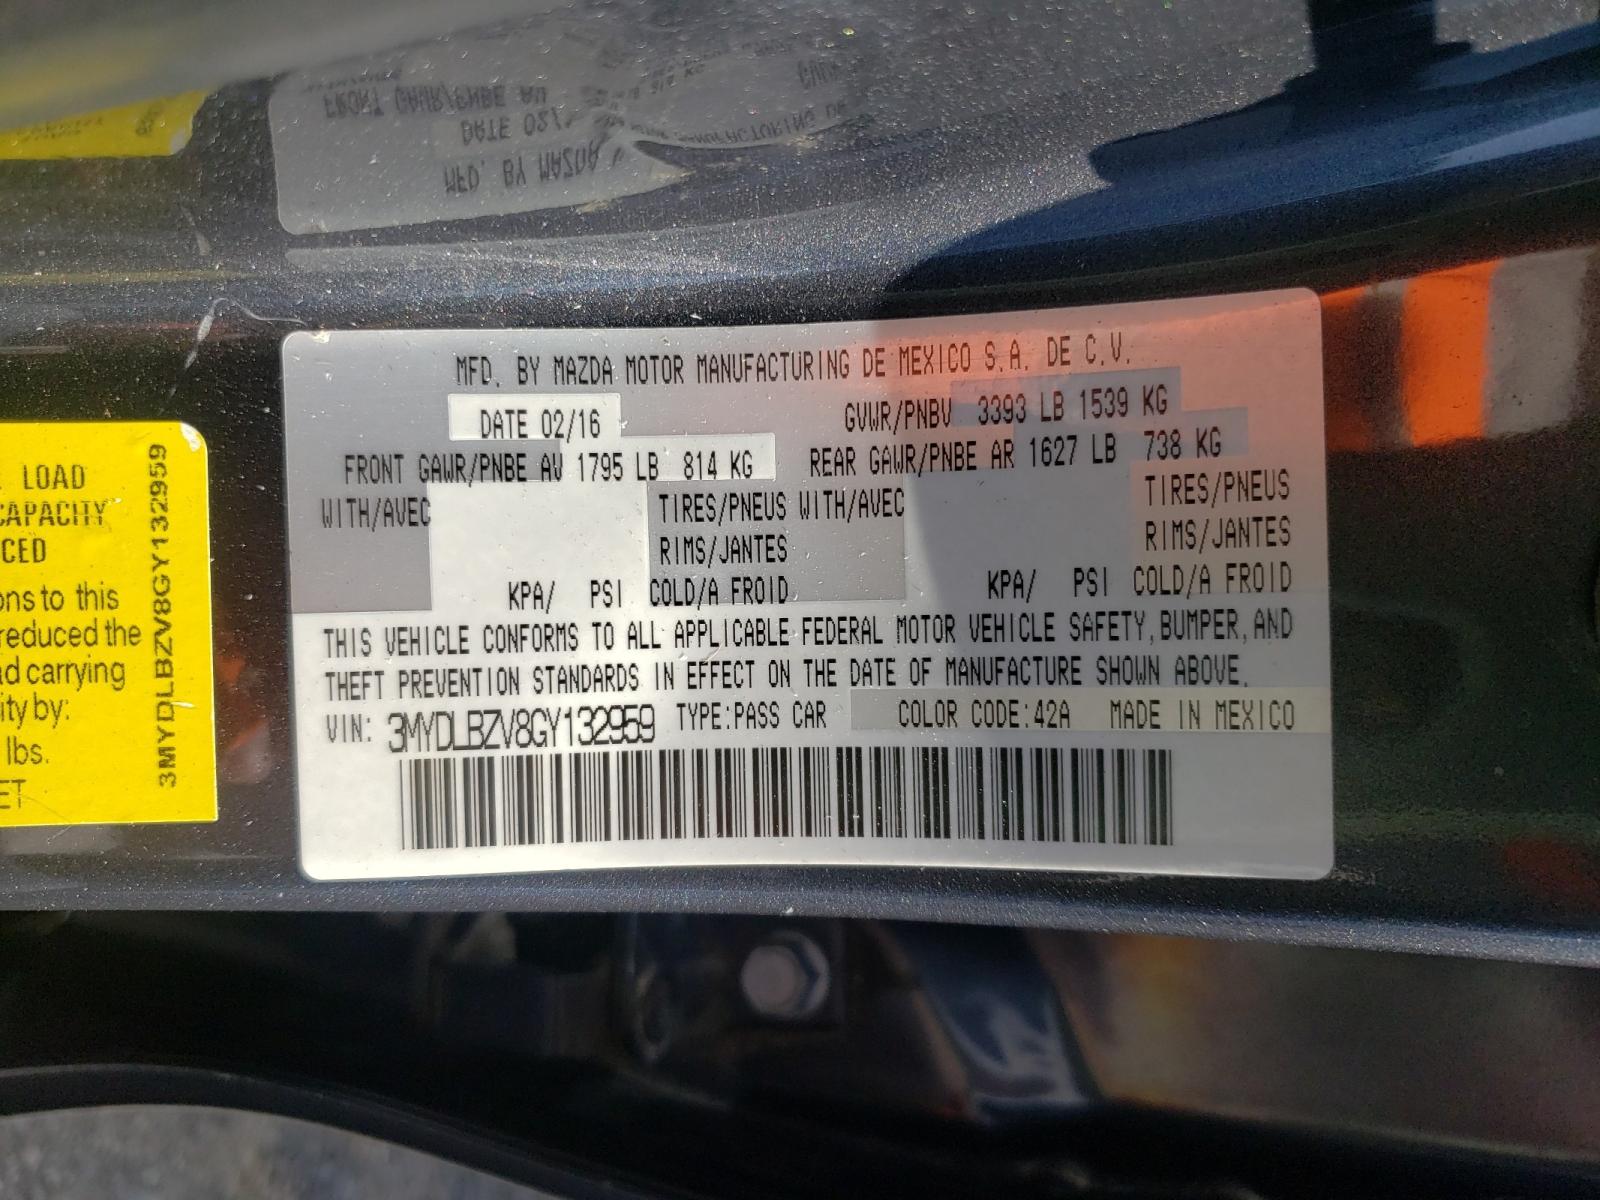 MFD. BY MAZDA MOTOR MANUFACTURING DE MEXICO S.A. DE C.V.
DATE 02/16 GVWR/PNBV 3393 LB 1539 KG
FRONT GAWR/PNBE AV 1795 LB 814 KG REAR GAWR/PNBE AR 1627 LB 738 KG
WITH/AVEC TIRES/PNEUS WITH/AVEC TIRES/PNEUS
RIMS/JANTES RIMS/JANTES
KPA/ PSI COLD/A FROID KPA/ PSI COLD/A FROID
THIS VEHICLE CONFORMS TO ALL APPLICABLE FEDERAL MOTOR VEHICLE SAFETY, BUMPER, AND
THEFT PREVENTION STANDARDS IN EFFECT ON THE DATE OF MANUFACTURE SHOWN ABOVE.
VIN: 3MYDLBZV8GY132959 TYPE:PASS CAR COLOR CODE:42A MADE IN MEXICO
LOAD
CAPACITY
CED
ons to this
reduced the
ad carrying
ity by:
lbs.
ET
3MYDLBZV8GY132959